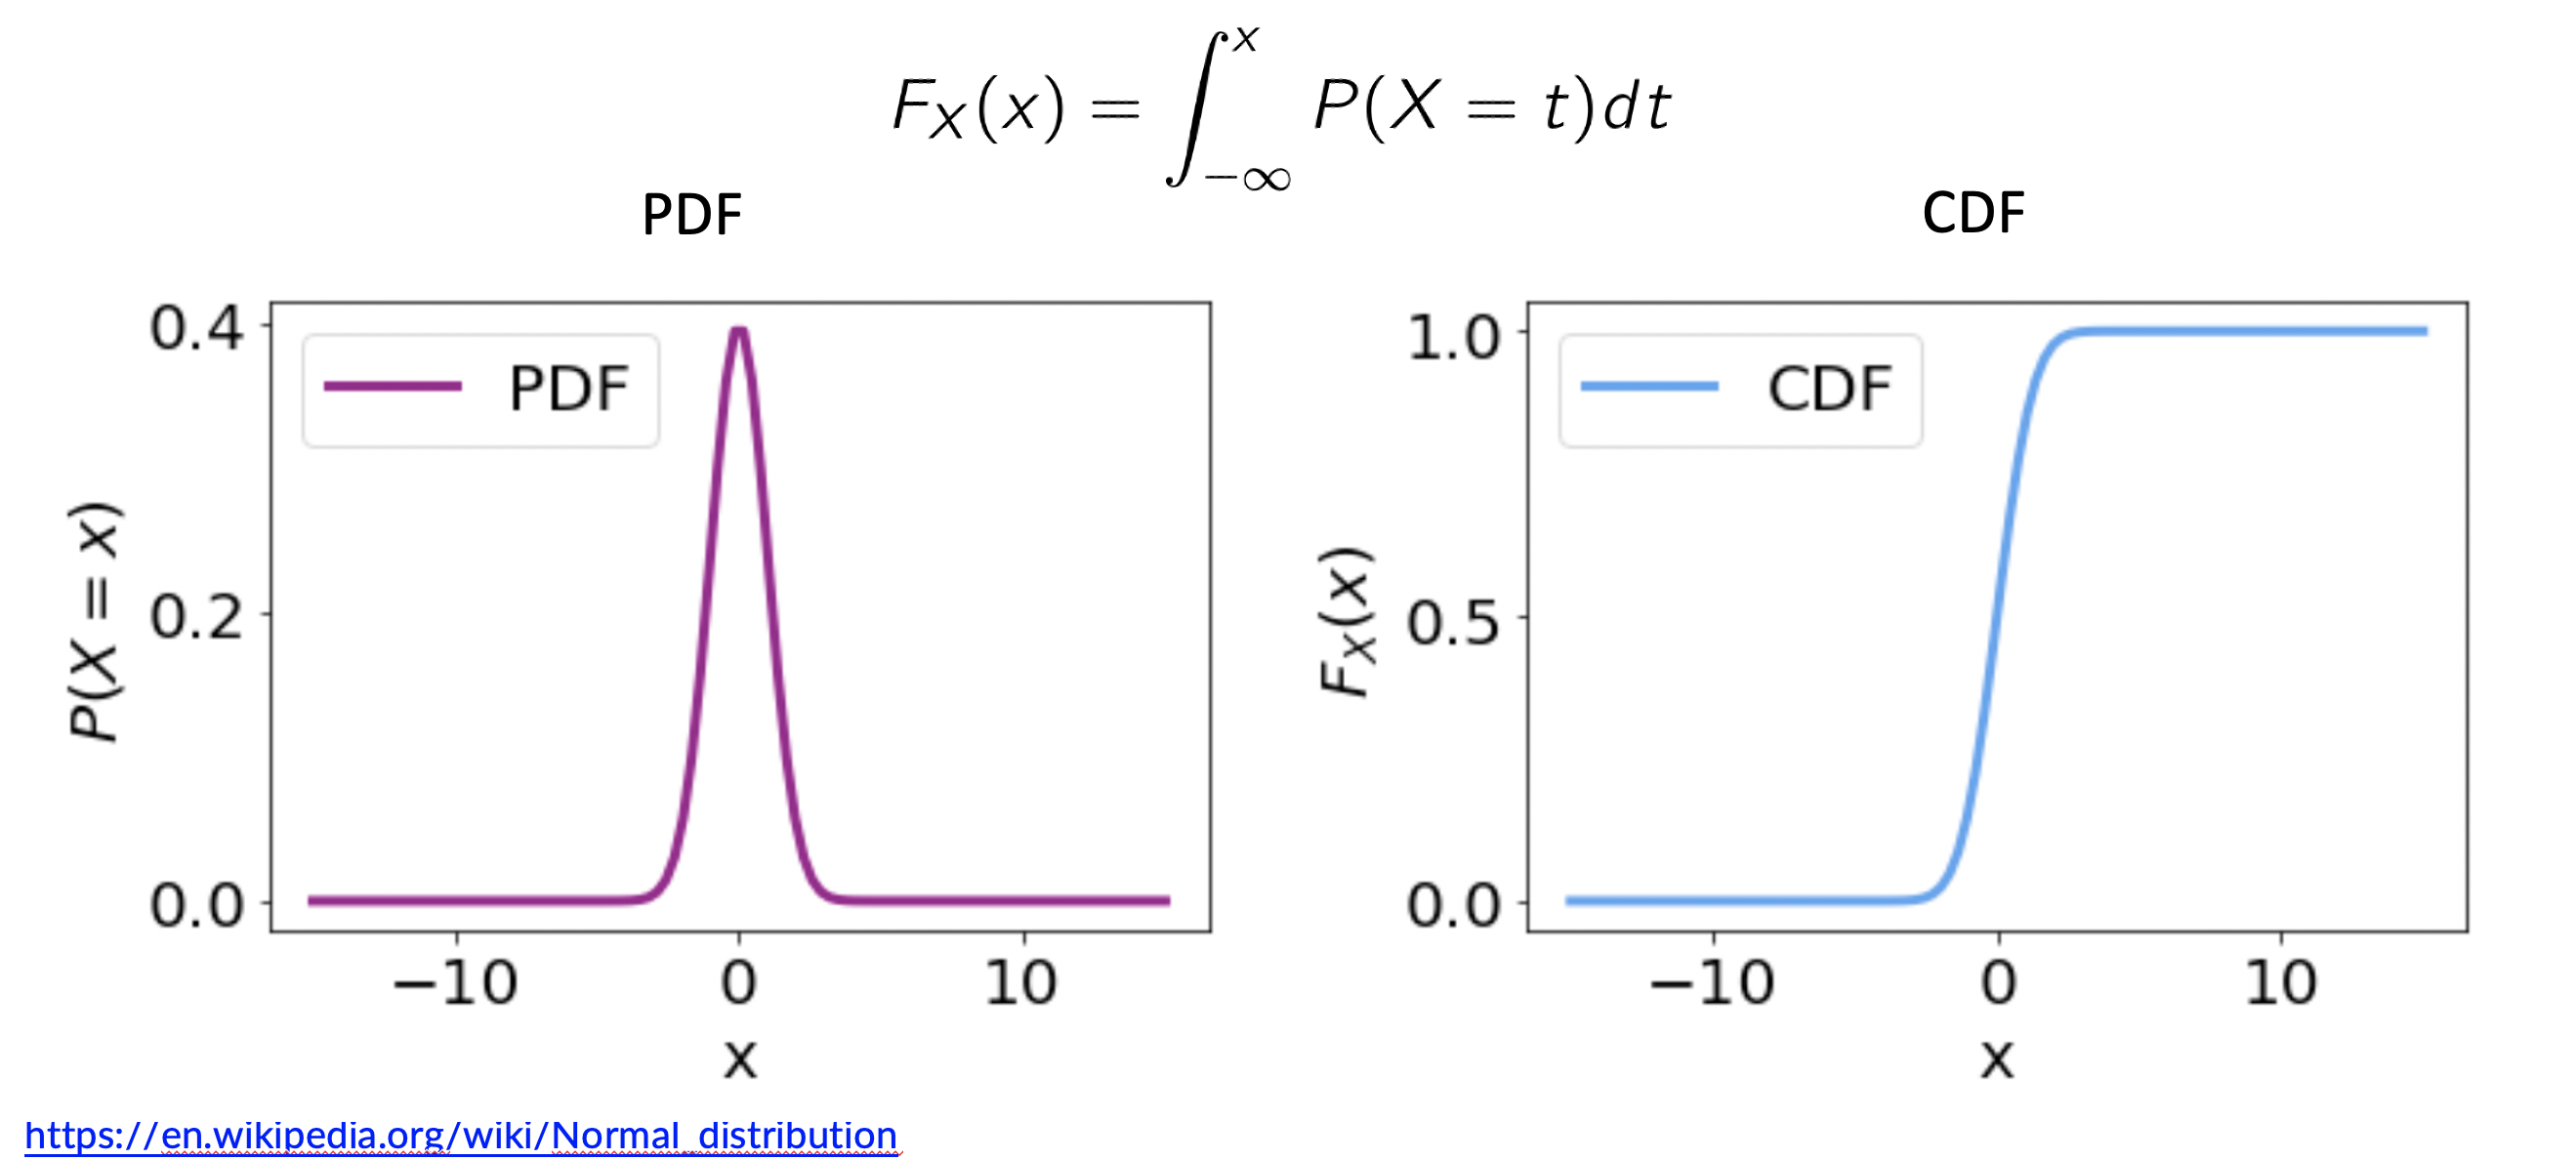 F_X(x) = ∫_{-∞}^{x} P(X = t)dt
PDF
CDF
0.4
0.2
0.0
P(X = x)
PDF
−10 0 10
x
1.0
0.5
0.0
F_X(x)
CDF
−10 0 10
x
https://en.wikipedia.org/wiki/Normal_distribution